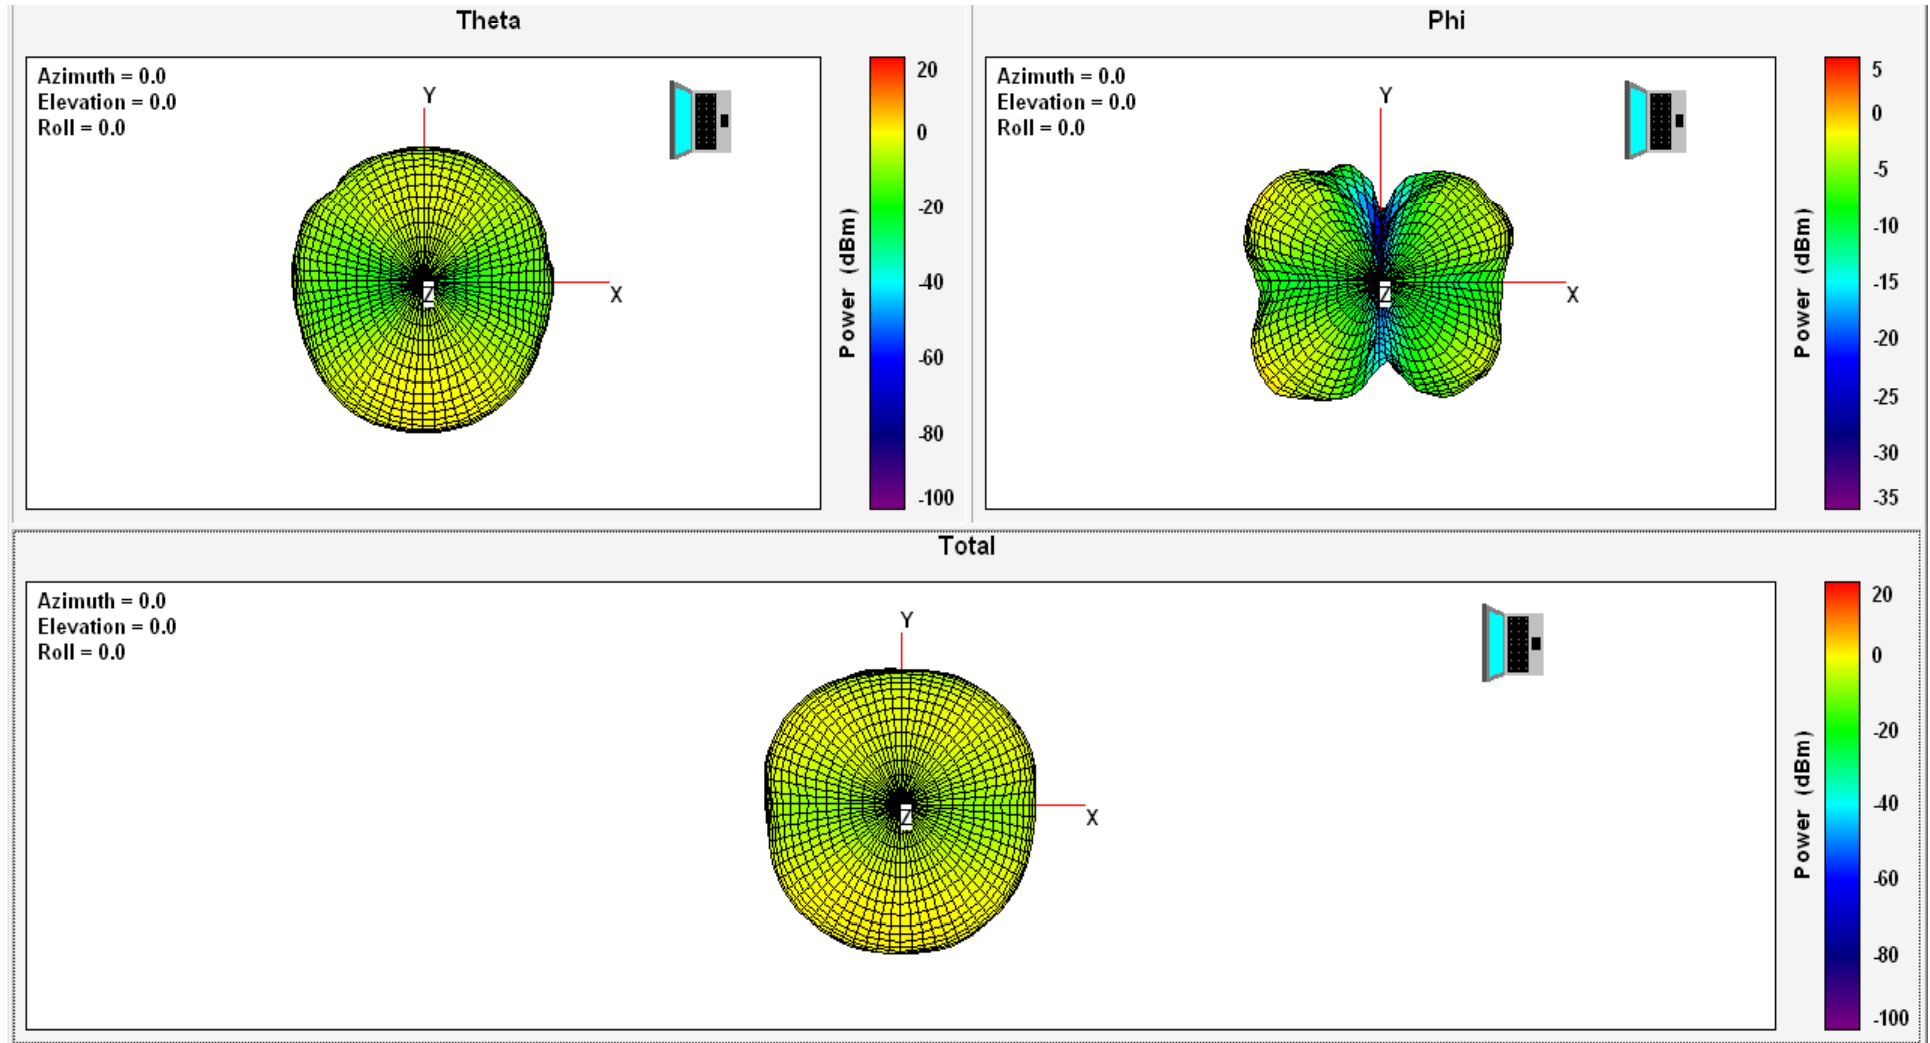 Theta
Azimuth = 0.0
Elevation = 0.0
Roll = 0.0
Y
X
Z
Power (dBm)
20
0
-20
-40
-60
-80
-100
Phi
Azimuth = 0.0
Elevation = 0.0
Roll = 0.0
Y
X
Z
Power (dBm)
5
0
-5
-10
-15
-20
-25
-30
-35
Total
Azimuth = 0.0
Elevation = 0.0
Roll = 0.0
Y
X
Z
Power (dBm)
20
0
-20
-40
-60
-80
-100